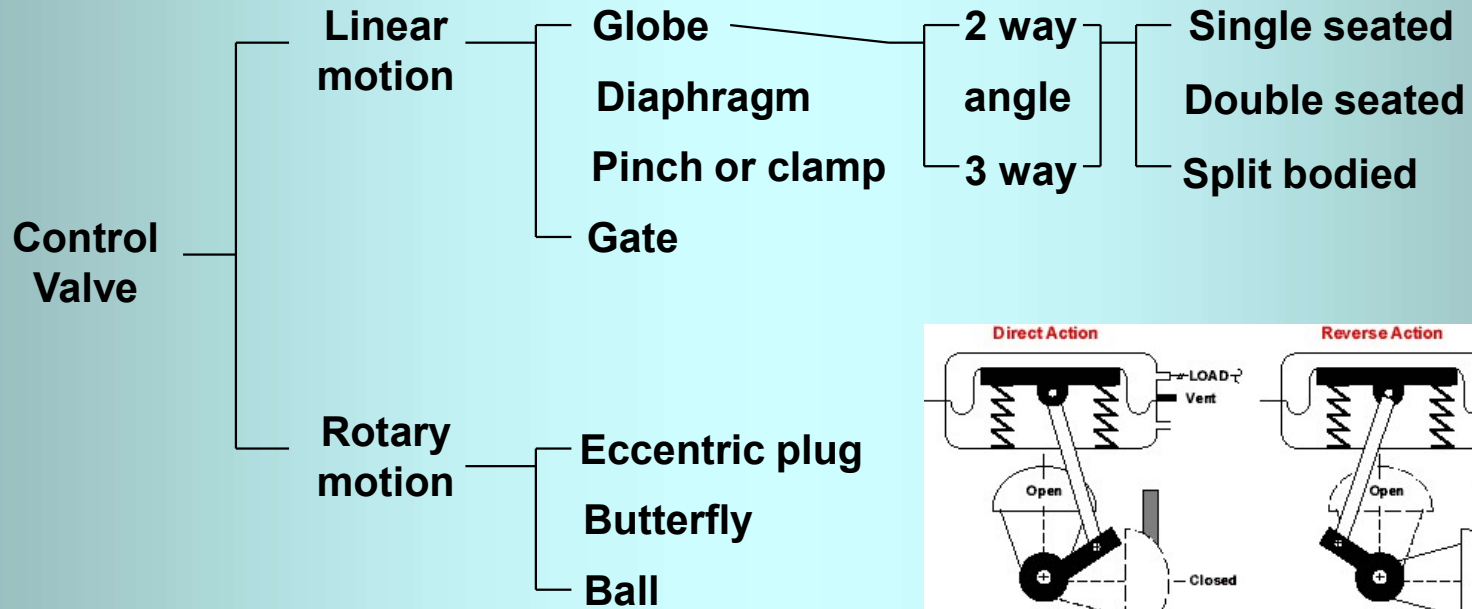 Control
Valve
Linear
motion
Globe
Diaphragm
Pinch or clamp
Gate
2 way
angle
3 way
Single seated
Double seated
Split bodied
Rotary
motion
Eccentric plug
Butterfly
Ball
Direct Action
LOAD
Vent
Open
Closed
Reverse Action
Open